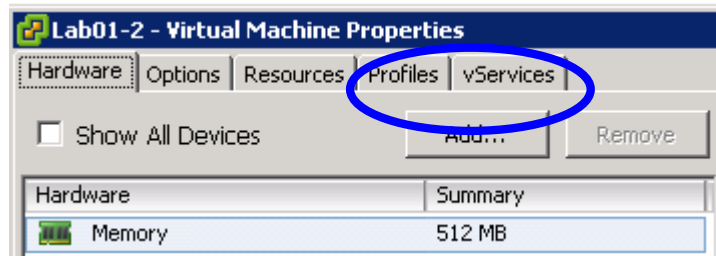 Lab01-2 - Virtual Machine Properties
Hardware Options Resources Profiles vServices
Show All Devices Add... Remove
Hardware Summary
Memory 512 MB